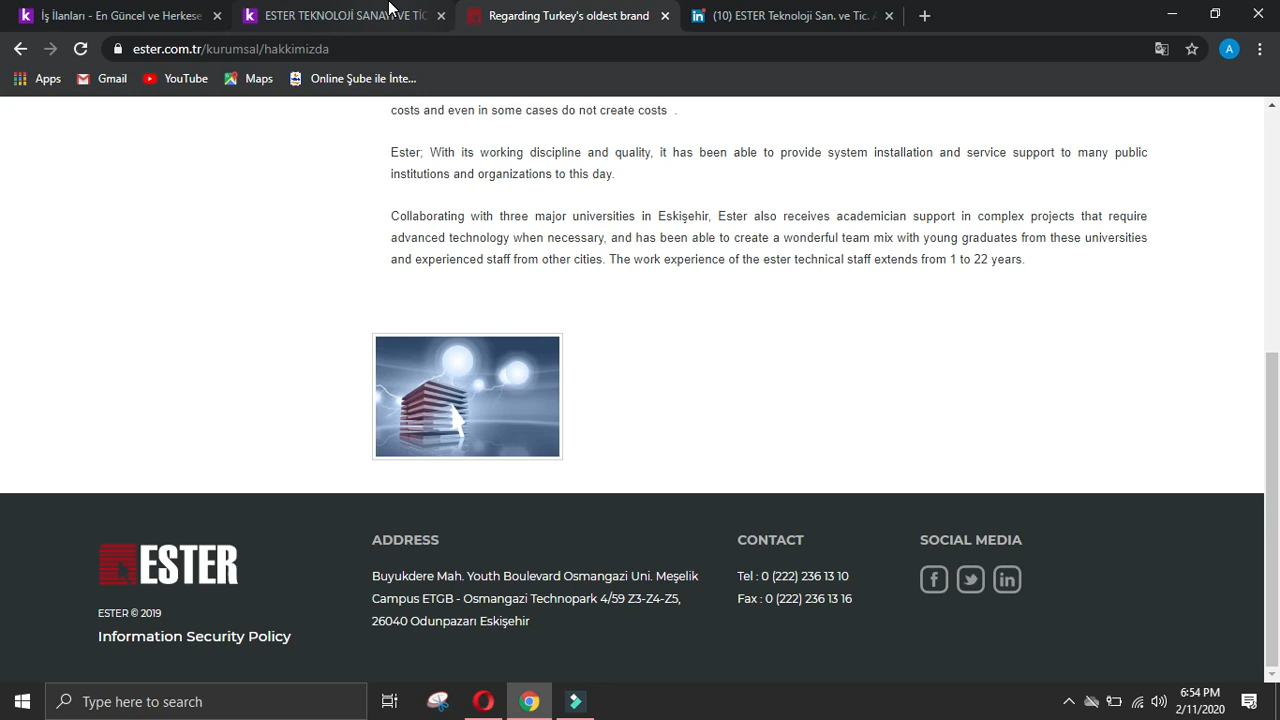 İş İlanları - En Güncel ve Herkese
ESTER TEKNOLOJİ SANAYİ VE TİC
Regarding Turkey's oldest brand
(10) ESTER Teknoloji San. ve Tic. A
ester.com.tr/kurumsal/hakkimizda
A
Apps
Gmail
YouTube
Maps
Online Şube ile İnte...
costs and even in some cases do not create costs .
Ester; With its working discipline and quality, it has been able to provide system installation and service support to many public
institutions and organizations to this day.
Collaborating with three major universities in Eskişehir, Ester also receives academician support in complex projects that require
advanced technology when necessary, and has been able to create a wonderful team mix with young graduates from these universities
and experienced staff from other cities. The work experience of the ester technical staff extends from 1 to 22 years.
ESTER
ESTER © 2019
Information Security Policy
ADDRESS
Buyukdere Mah. Youth Boulevard Osmangazi Uni. Meşelik
Campus ETGB - Osmangazi Technopark 4/59 Z3-Z4-Z5,
26040 Odunpazarı Eskişehir
CONTACT
Tel : 0 (222) 236 13 10
Fax : 0 (222) 236 13 16
SOCIAL MEDIA
Type here to search
6:54 PM
2/11/2020